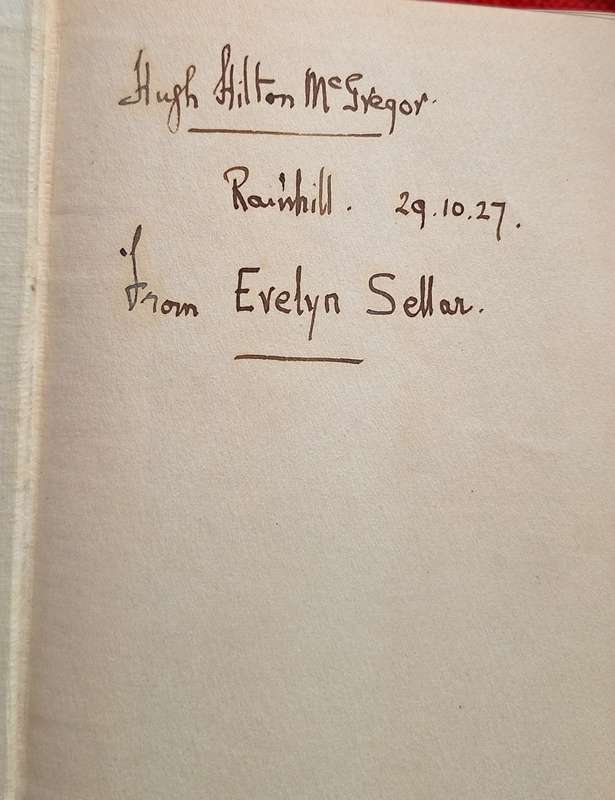 Hugh Hilton McGregor.
Rainhill. 29.10.27.
From Evelyn Sellar.